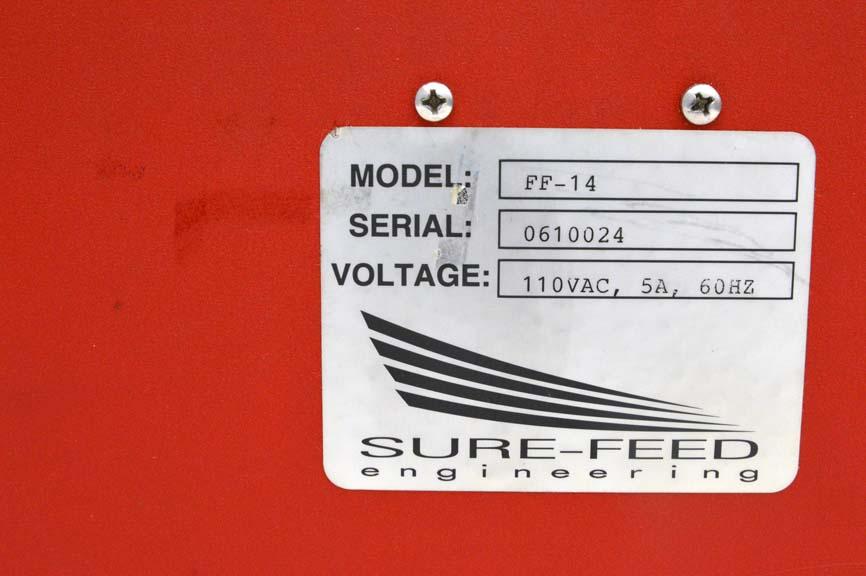 MODEL: FF-14
SERIAL: 0610024
VOLTAGE: 110VAC, 5A, 60HZ
SURE-FEED
engineering